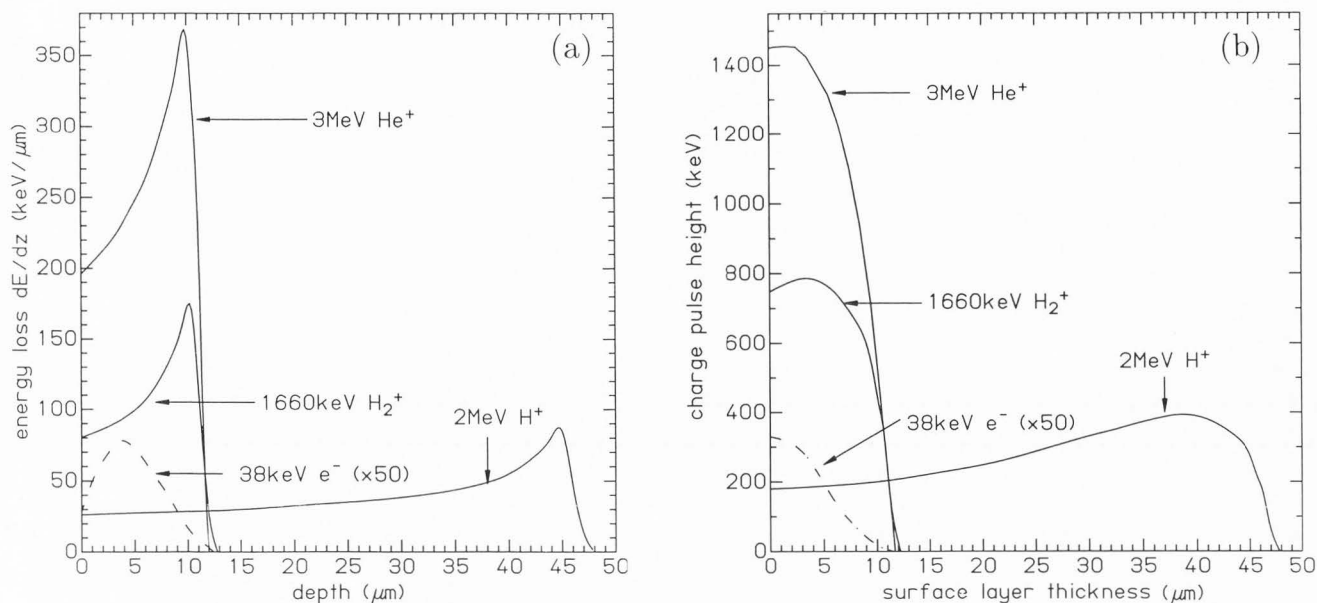 (a)
energy loss dE/dz (keV/μm)
350
300
250
200
150
100
50
0
3MeV He⁺
1660keV H₂⁺
2MeV H⁺
38keV e⁻ (x50)
0 5 10 15 20 25 30 35 40 45 50
depth (μm)
(b)
charge pulse height (keV)
1400
1200
1000
800
600
400
200
0
3MeV He⁺
1660keV H₂⁺
2MeV H⁺
38keV e⁻ (x50)
0 5 10 15 20 25 30 35 40 45 50
surface layer thickness (μm)